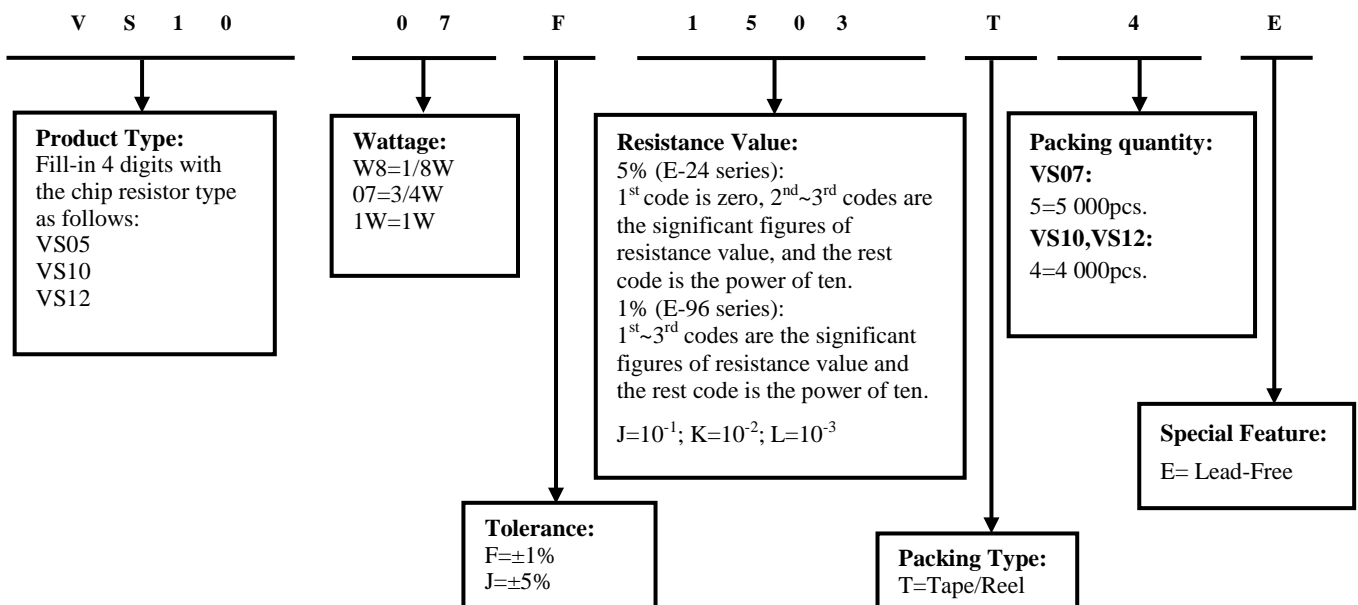 V S 1 0 0 7 F 1 5 0 3 T 4 E
Product Type:
Fill-in 4 digits with
the chip resistor type
as follows:
VS05
VS10
VS12
Wattage:
W8=1/8W
07=3/4W
1W=1W
Resistance Value:
5% (E-24 series):
1st code is zero, 2nd~3rd codes are
the significant figures of
resistance value, and the rest
code is the power of ten.
1% (E-96 series):
1st~3rd codes are the significant
figures of resistance value and
the rest code is the power of ten.
J=10-1; K=10-2; L=10-3
Packing quantity:
VS07:
5=5 000pcs.
VS10,VS12:
4=4 000pcs.
Special Feature:
E= Lead-Free
Tolerance:
F=±1%
J=±5%
Packing Type:
T=Tape/Reel